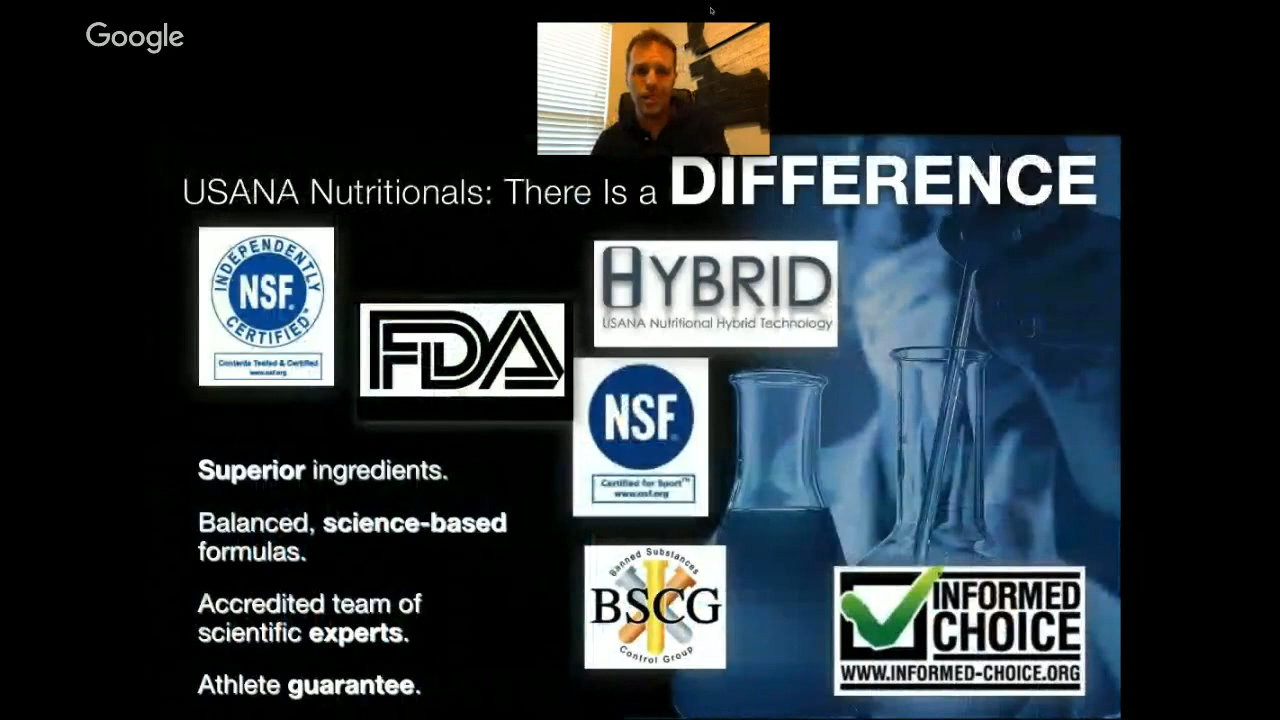 Google
USANA Nutritionals: There Is a DIFFERENCE
INDEPENDENTLY
NSF®
CERTIFIED™
Contents Tested & Certified
www.nsf.org
FDA
HYBRID
USANA Nutritional Hybrid Technology
NSF®
Certified for Sport™
www.nsf.org
Superior ingredients.
Balanced, science-based
formulas.
Accredited team of
scientific experts.
Athlete guarantee.
Banned Substances
BSCG
Control Group
INFORMED
CHOICE
WWW.INFORMED-CHOICE.ORG